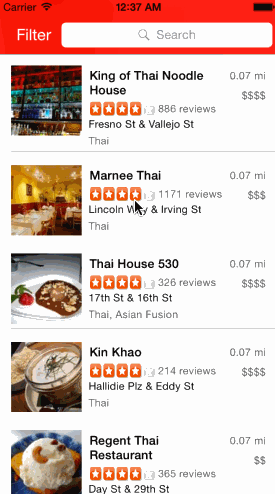 Carrier 12:37 AM
Filter Search
King of Thai Noodle House 0.07 mi
886 reviews $$$$
Fresno St & Vallejo St
Thai
Marnee Thai 0.07 mi
1171 reviews $$$
Lincoln Way & Irving St
Thai
Thai House 530 0.07 mi
326 reviews $$$$
17th St & 16th St
Thai, Asian Fusion
Kin Khao 0.07 mi
214 reviews $$$$
Hallidie Plz & Eddy St
Thai
Regent Thai Restaurant 0.07 mi
365 reviews $$
Day St & 29th St